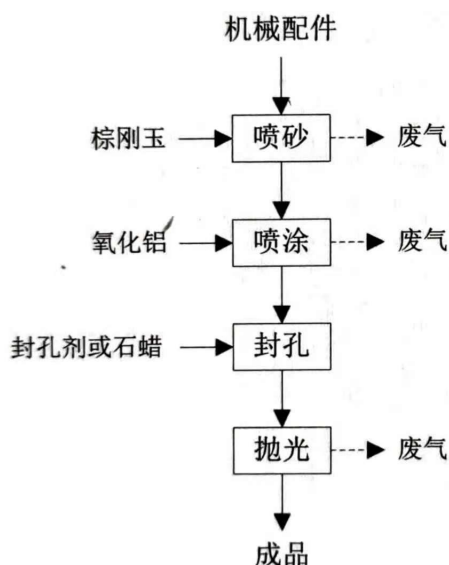 机械配件
棕刚玉 喷砂 废气
氧化铝 喷涂 废气
封孔剂或石蜡 封孔
抛光 废气
成品